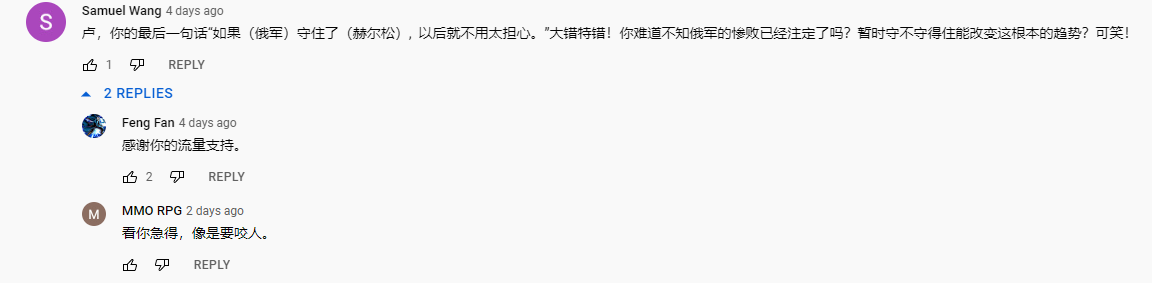 S
Samuel Wang 4 days ago
卢，你的最后一句话“如果（俄军）守住了（赫尔松），以后就不用太担心。”大错特错！你难道不知俄军的惨败已经注定了吗？暂时守不守得住能改变这根本的趋势？可笑！
1 REPLY
2 REPLIES
Feng Fan 4 days ago
感谢你的流量支持。
2 REPLY
M
MMO RPG 2 days ago
看你急得，像是要咬人。
REPLY